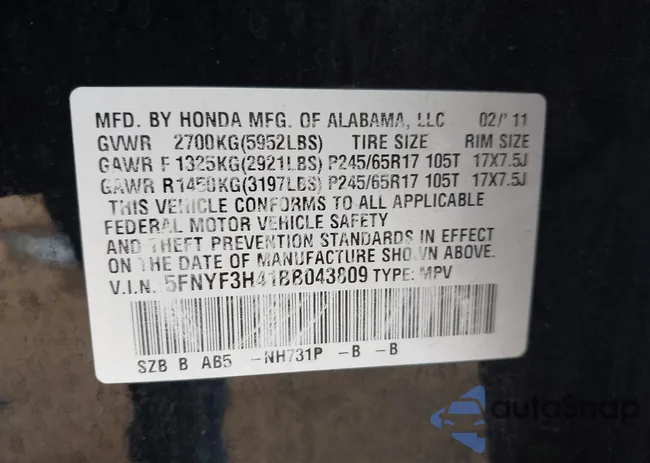 MFD. BY HONDA MFG. OF ALABAMA, LLC 02/'11
GVWR 2700KG(5952LBS) TIRE SIZE RIM SIZE
GAWR F 1325KG(2921LBS) P245/65R17 105T 17X7.5J
GAWR R1450KG(3197LBS) P245/65R17 105T 17X7.5J
THIS VEHICLE CONFORMS TO ALL APPLICABLE
FEDERAL MOTOR VEHICLE SAFETY
AND THEFT PREVENTION STANDARDS IN EFFECT
ON THE DATE OF MANUFACTURE SHOWN ABOVE.
V.I.N. 5FNYF3H41BB043809 TYPE: MPV
SZB B AB5 -NH731P -B -B
autoSnap